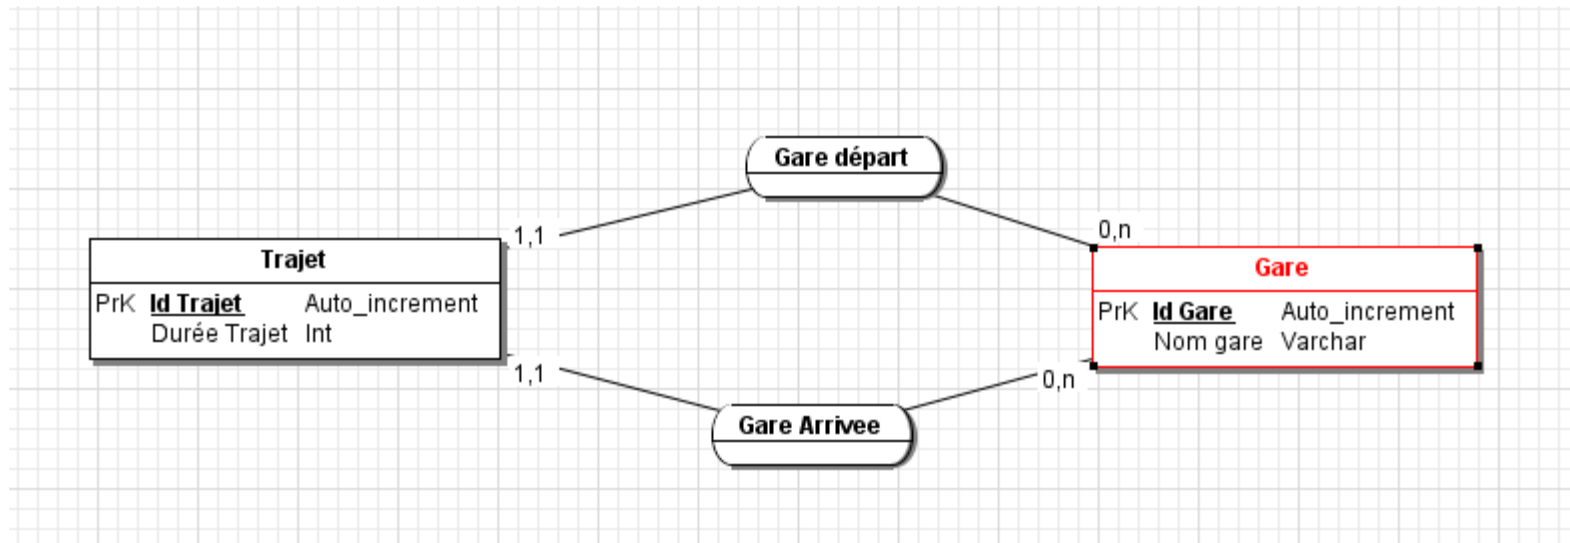 Gare départ
1,1
0,n
Trajet
PrK Id Trajet Auto_increment
Durée Trajet Int
Gare
PrK Id Gare Auto_increment
Nom gare Varchar
1,1
0,n
Gare Arrivee